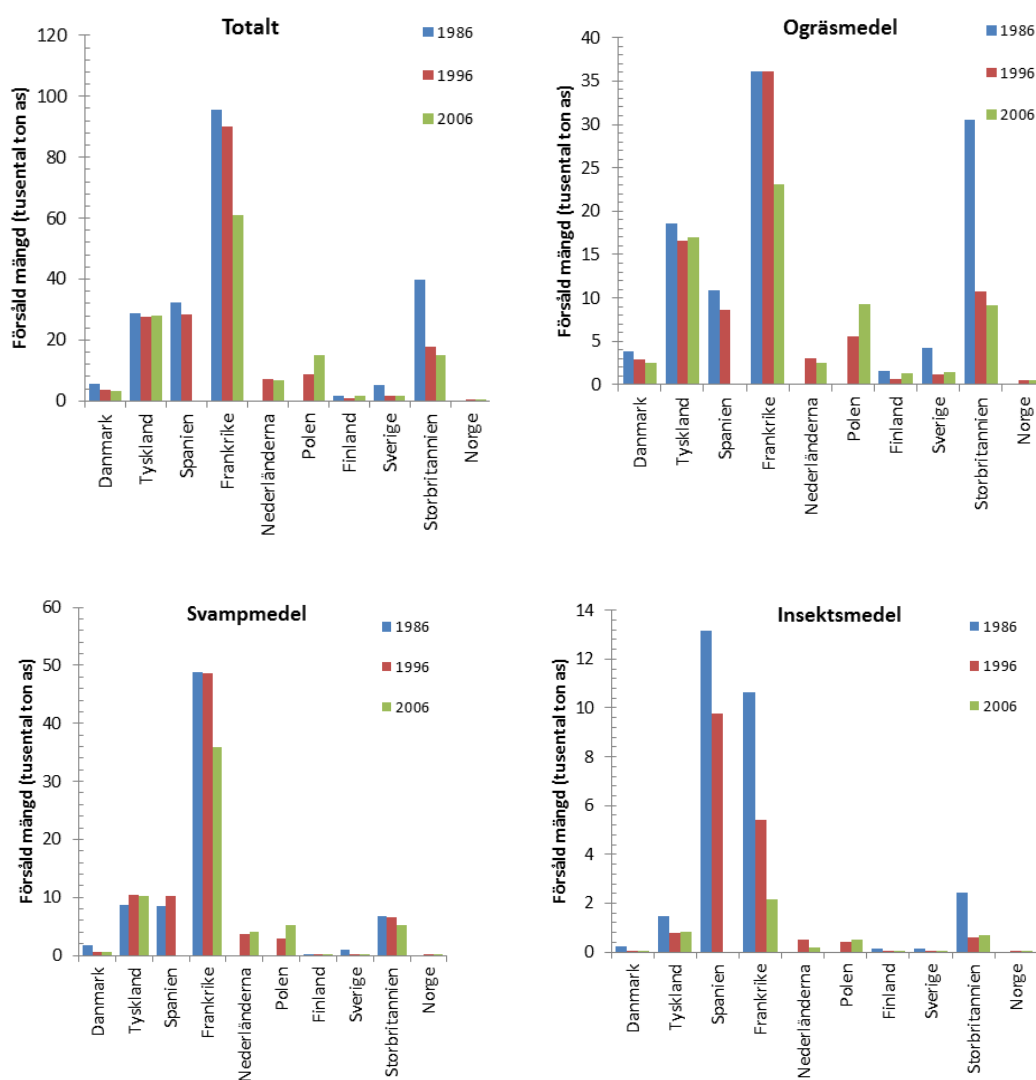 Totalt
Försåld mängd (tusental ton as)
120
100
80
60
40
20
0
1986
1996
2006
Danmark
Tyskland
Spanien
Frankrike
Nederländerna
Polen
Finland
Sverige
Storbritannien
Norge
Ogräsmedel
Försåld mängd (tusental ton as)
40
35
30
25
20
15
10
5
0
1986
1996
2006
Danmark
Tyskland
Spanien
Frankrike
Nederländerna
Polen
Finland
Sverige
Storbritannien
Norge
Svampmedel
Försåld mängd (tusental ton as)
60
50
40
30
20
10
0
1986
1996
2006
Danmark
Tyskland
Spanien
Frankrike
Nederländerna
Polen
Finland
Sverige
Storbritannien
Norge
Insektsmedel
Försåld mängd (tusental ton as)
14
12
10
8
6
4
2
0
1986
1996
2006
Danmark
Tyskland
Spanien
Frankrike
Nederländerna
Polen
Finland
Sverige
Storbritannien
Norge